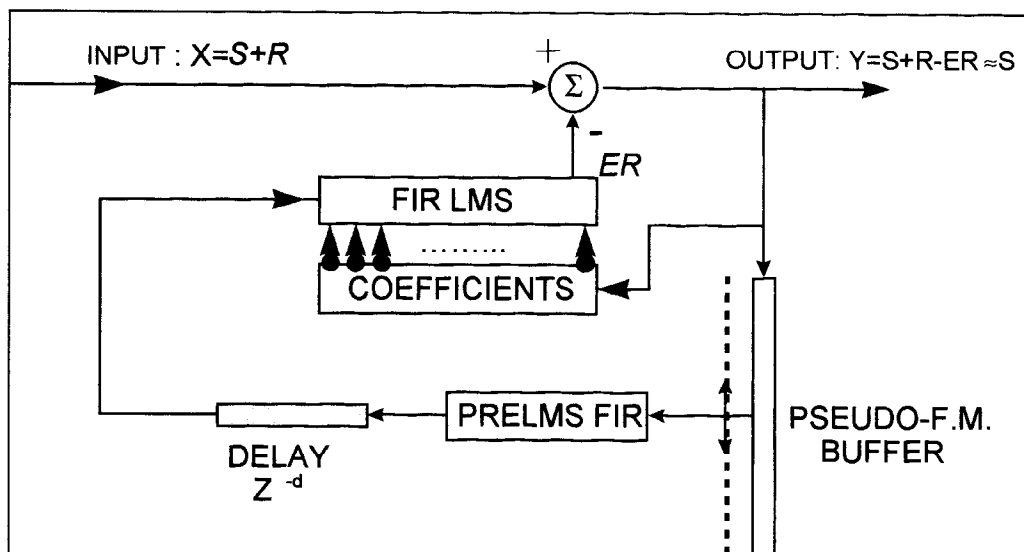 INPUT : X=S+R
+
OUTPUT: Y=S+R-ER≈S
Σ
-
ER
FIR LMS
.........
COEFFICIENTS
PRELMS FIR
PSEUDO-F.M.
BUFFER
DELAY
Z -d